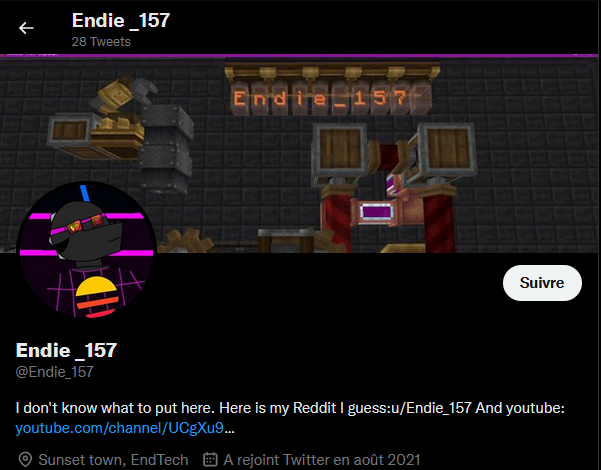 Endie _157
28 Tweets
Endie_157
Suivre
Endie _157
@Endie_157
I don't know what to put here. Here is my Reddit I guess:u/Endie_157 And youtube:
youtube.com/channel/UCgXu9...
Sunset town, EndTech A rejoint Twitter en août 2021